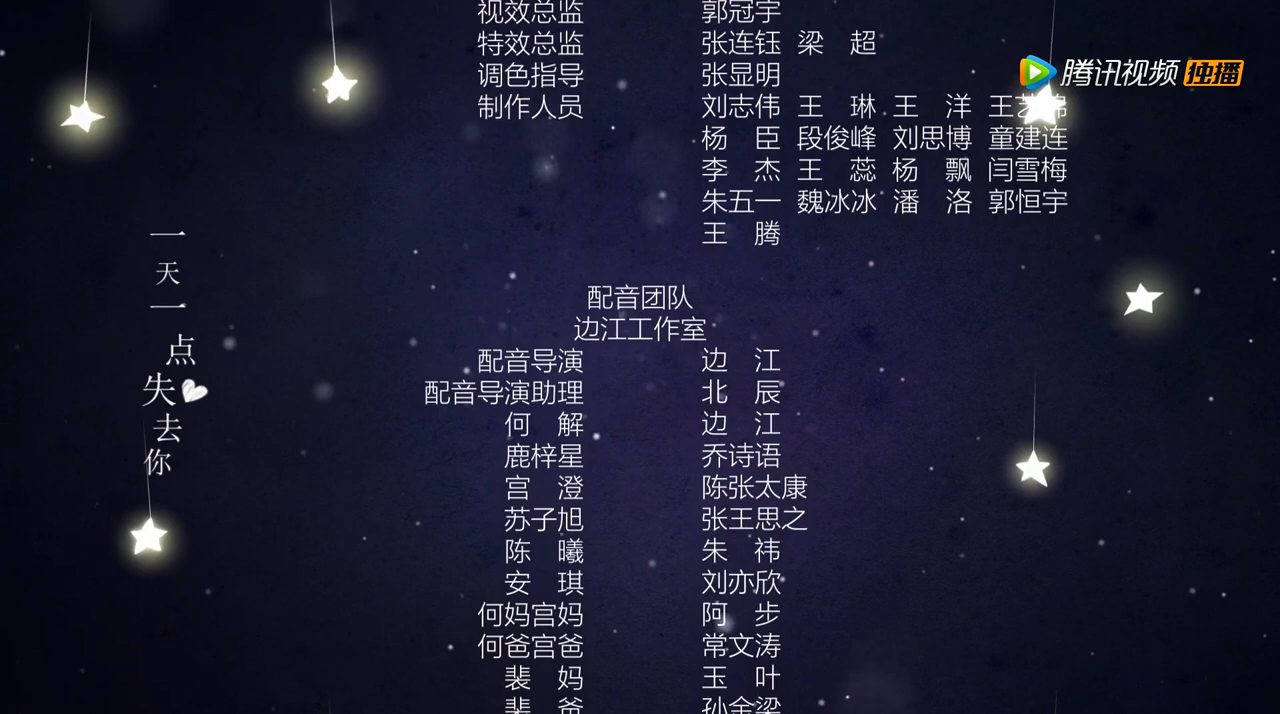 视效总监 郭冠宇
特效总监 张连钰 梁 超
调色指导 张显明
制作人员 刘志伟 王 琳 王 洋 王艺锦
杨 臣 段俊峰 刘思博 童建连
李 杰 王 蕊 杨 飘 闫雪梅
朱五一 魏冰冰 潘 洛 郭恒宇
王 腾
配音团队
边江工作室
配音导演 边 江
配音导演助理 北 辰
何 解 边 江
鹿梓星 乔诗语
宫 澄 陈张太康
苏子旭 张王思之
陈 曦 朱 祎
安 琪 刘亦欣
何妈宫妈 阿 步
何爸宫爸 常文涛
裴 妈 玉 叶
裴 爸 孙金梁
腾讯视频 独播
一天一点失去你